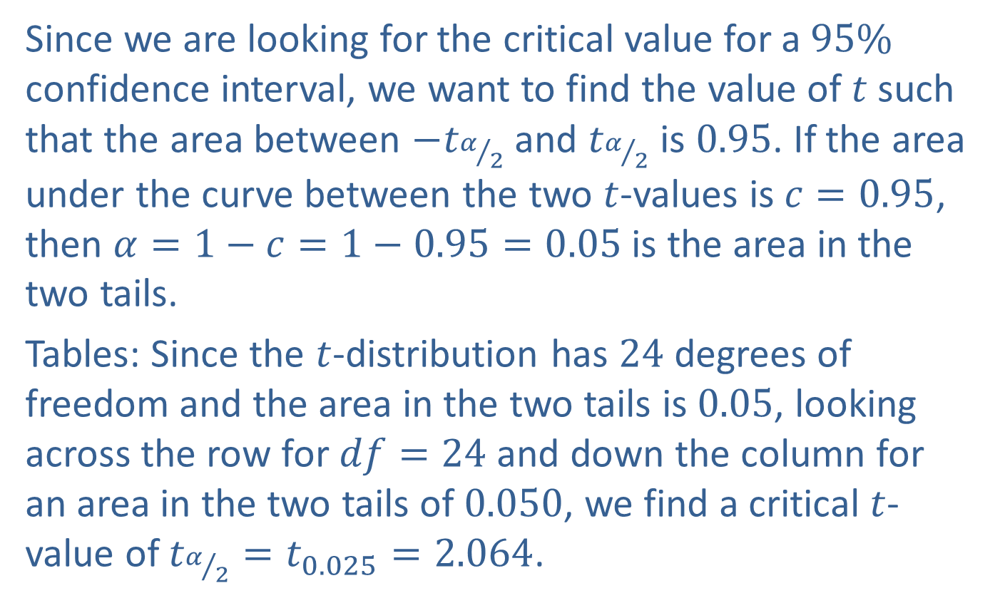 Since we are looking for the critical value for a 95%
confidence interval, we want to find the value of t such
that the area between −t_{α/2} and t_{α/2} is 0.95. If the area
under the curve between the two t-values is c = 0.95,
then α = 1 − c = 1 − 0.95 = 0.05 is the area in the
two tails.
Tables: Since the t-distribution has 24 degrees of
freedom and the area in the two tails is 0.05, looking
across the row for df = 24 and down the column for
an area in the two tails of 0.050, we find a critical t-
value of t_{α/2} = t_{0.025} = 2.064.